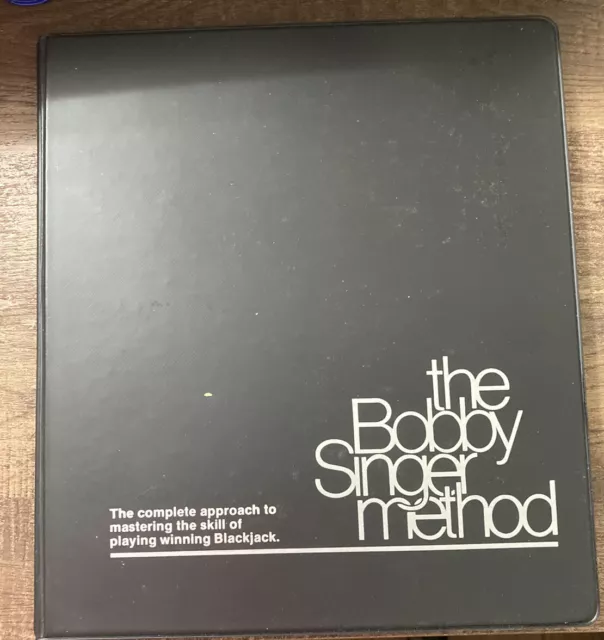 the
Bobby
Singer
method
The complete approach to
mastering the skill of
playing winning Blackjack.